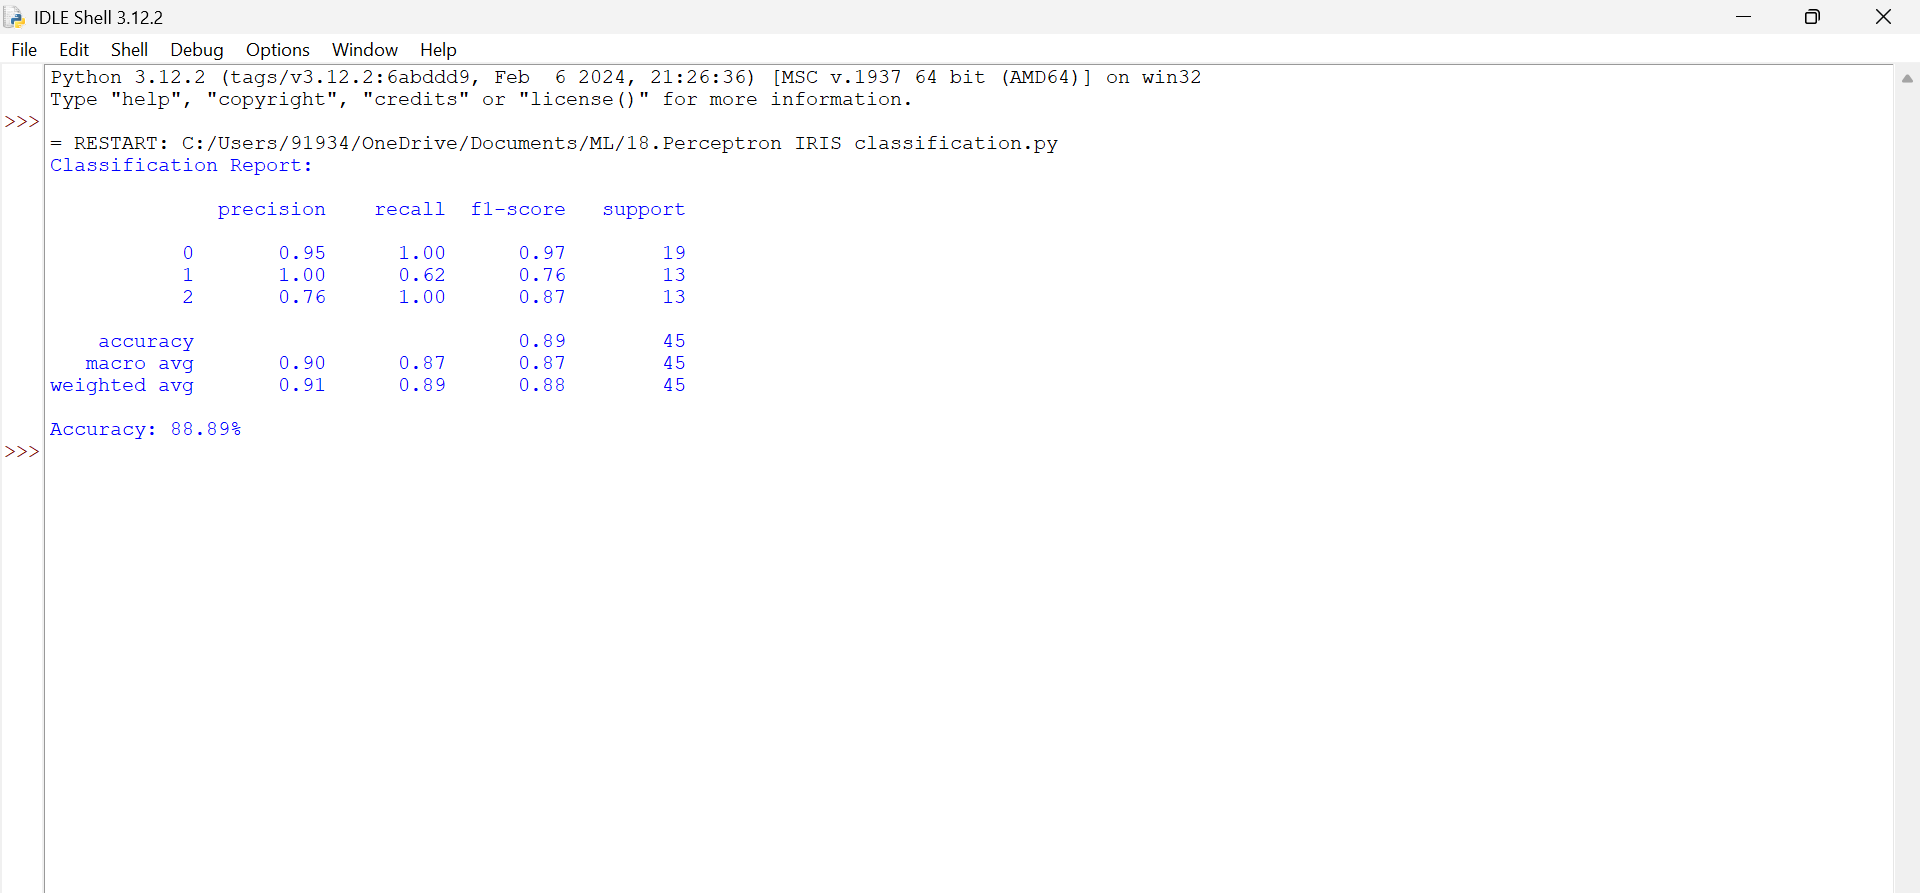 IDLE Shell 3.12.2
File Edit Shell Debug Options Window Help
Python 3.12.2 (tags/v3.12.2:6abddd9, Feb  6 2024, 21:26:36) [MSC v.1937 64 bit (AMD64)] on win32
Type "help", "copyright", "credits" or "license()" for more information.
>>>
= RESTART: C:/Users/91934/OneDrive/Documents/ML/18.Perceptron IRIS classification.py
Classification Report:
precision recall f1-score support
0 0.95 1.00 0.97 19
1 1.00 0.62 0.76 13
2 0.76 1.00 0.87 13
accuracy 0.89 45
macro avg 0.90 0.87 0.87 45
weighted avg 0.91 0.89 0.88 45
Accuracy: 88.89%
>>>